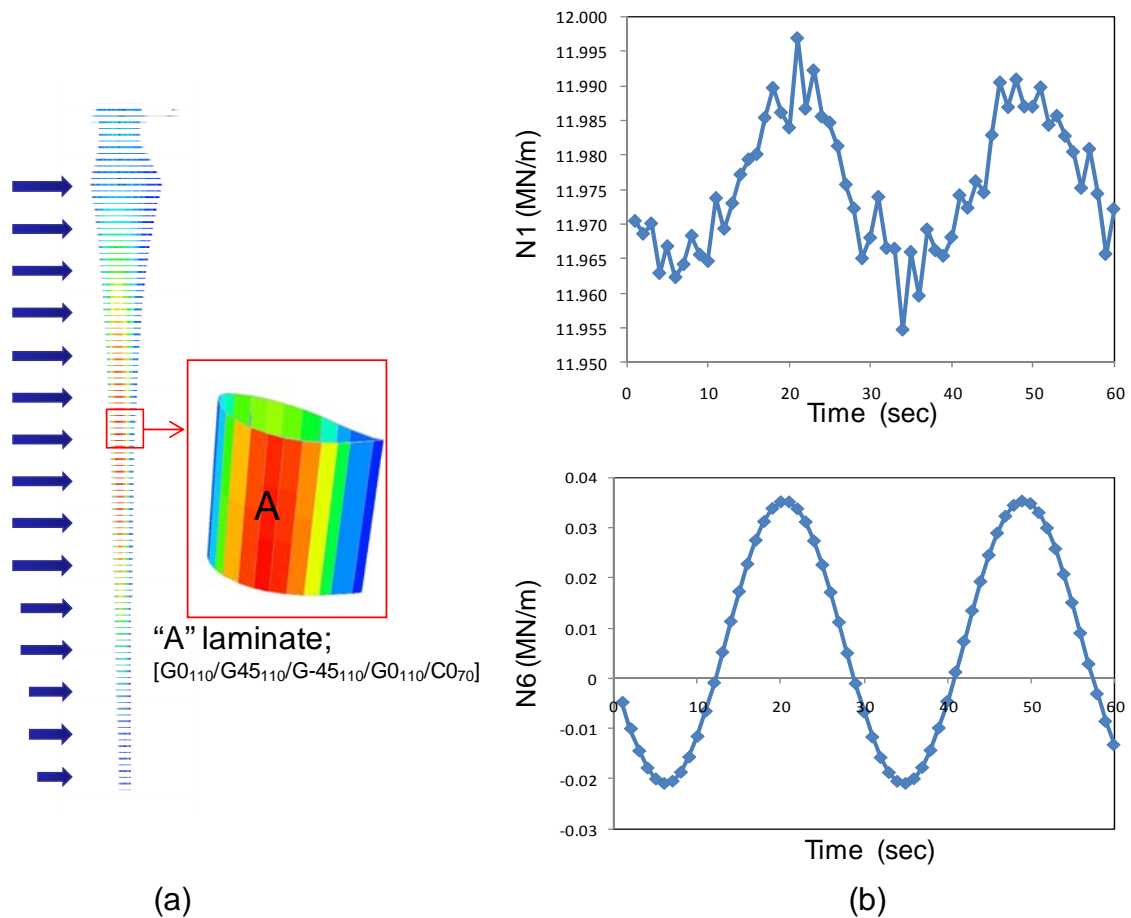 A
"A" laminate;
[G0110/G45110/G-45110/G0110/C070]
(a)
12.000
11.995
11.990
11.985
11.980
11.975
11.970
11.965
11.960
11.955
11.950
N1 (MN/m)
0 10 20 30 40 50 60
Time (sec)
0.04
0.03
0.02
0.01
0
-0.01
-0.02
-0.03
N6 (MN/m)
0 10 20 30 40 50 60
Time (sec)
(b)